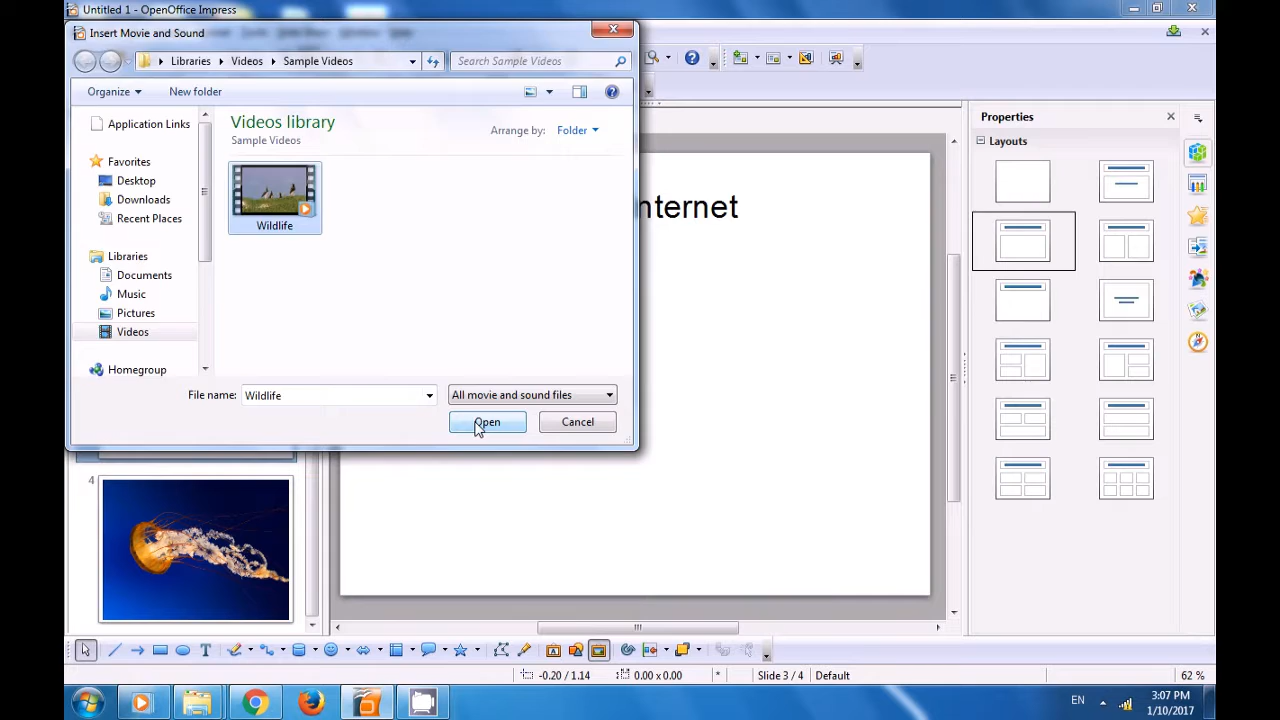 Untitled 1 - OpenOffice Impress
Insert Movie and Sound
Libraries
Videos
Sample Videos
Search Sample Videos
Organize
New folder
Application Links
Favorites
Desktop
Downloads
Recent Places
Libraries
Documents
Music
Pictures
Videos
Homegroup
Videos library
Sample Videos
Arrange by: Folder
Wildlife
File name: Wildlife
All movie and sound files
Open
Cancel
nternet
Properties
Layouts
4
-0.20 / 1.14
0.00 x 0.00
*
Slide 3 / 4
Default
62 %
EN
3:07 PM
1/10/2017